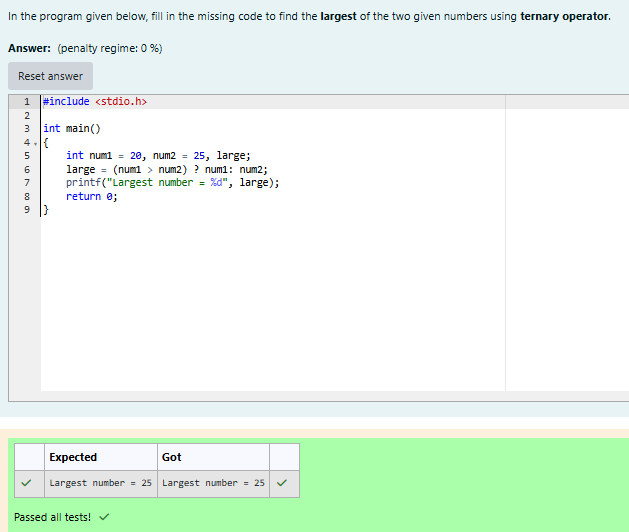 In the program given below, fill in the missing code to find the largest of the two given numbers using ternary operator.
Answer: (penalty regime: 0 %)
Reset answer
1 #include <stdio.h>
2
3 int main()
4 {
5 int num1 = 20, num2 = 25, large;
6 large = (num1 > num2) ? num1: num2;
7 printf("Largest number = %d", large);
8 return 0;
9 }
Expected Got
Largest number = 25 Largest number = 25
Passed all tests!